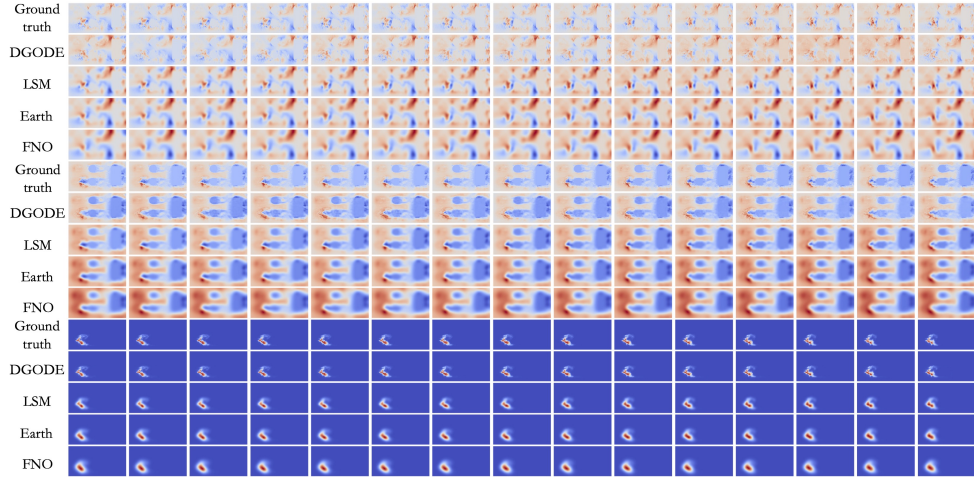 Ground
truth
DGODE
LSM
Earth
FNO
Ground
truth
DGODE
LSM
Earth
FNO
Ground
truth
DGODE
LSM
Earth
FNO